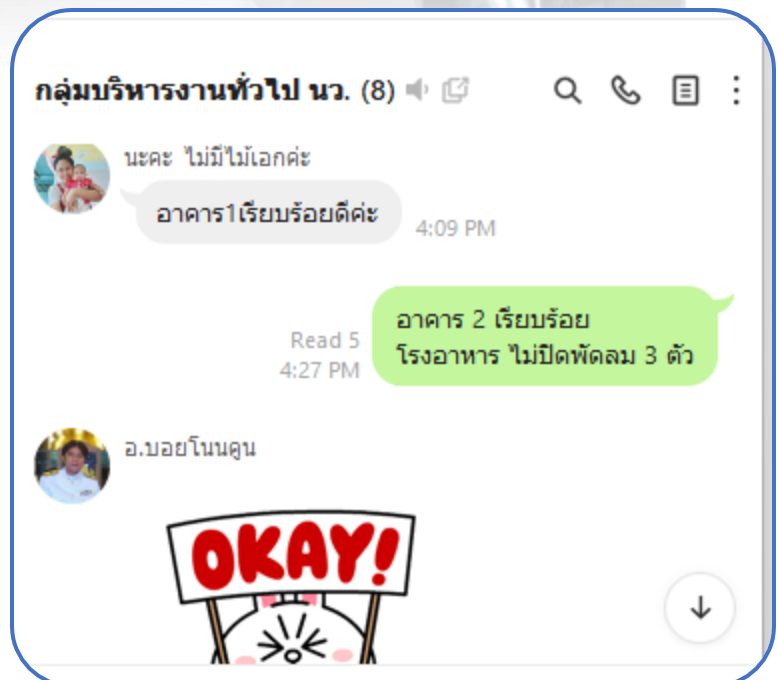 กลุ่มบริหารงานทั่วไป นว. (8)
นะคะ ไม่มีไม้เอกค่ะ
อาคาร1เรียบร้อยดีค่ะ
4:09 PM
อาคาร 2 เรียบร้อย
โรงอาหาร ไม่ปิดพัดลม 3 ตัว
Read 5
4:27 PM
อ.บอยโนนคูน
OKAY!